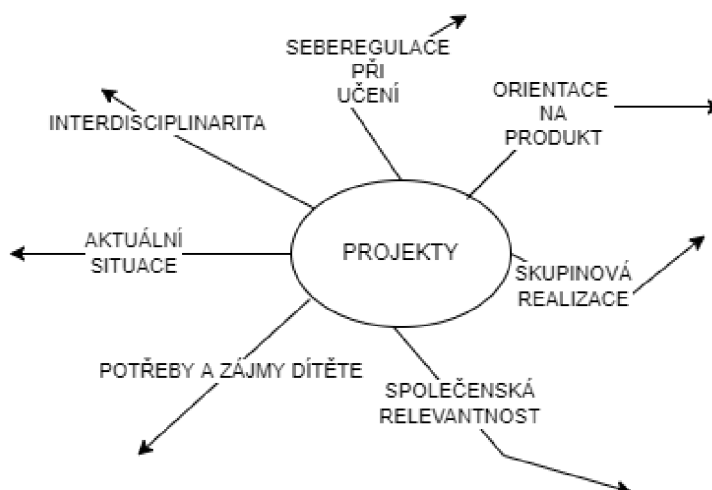 SEBEREGULACE
PŘI
UČENÍ
ORIENTACE
NA
PRODUKT
INTERDISCIPLINARITA
AKTUÁLNÍ
SITUACE
PROJEKTY
SKUPINOVÁ
REALIZACE
POTŘEBY A ZÁJMY DÍTĚTE
SPOLEČENSKÁ
RELEVANTNOST